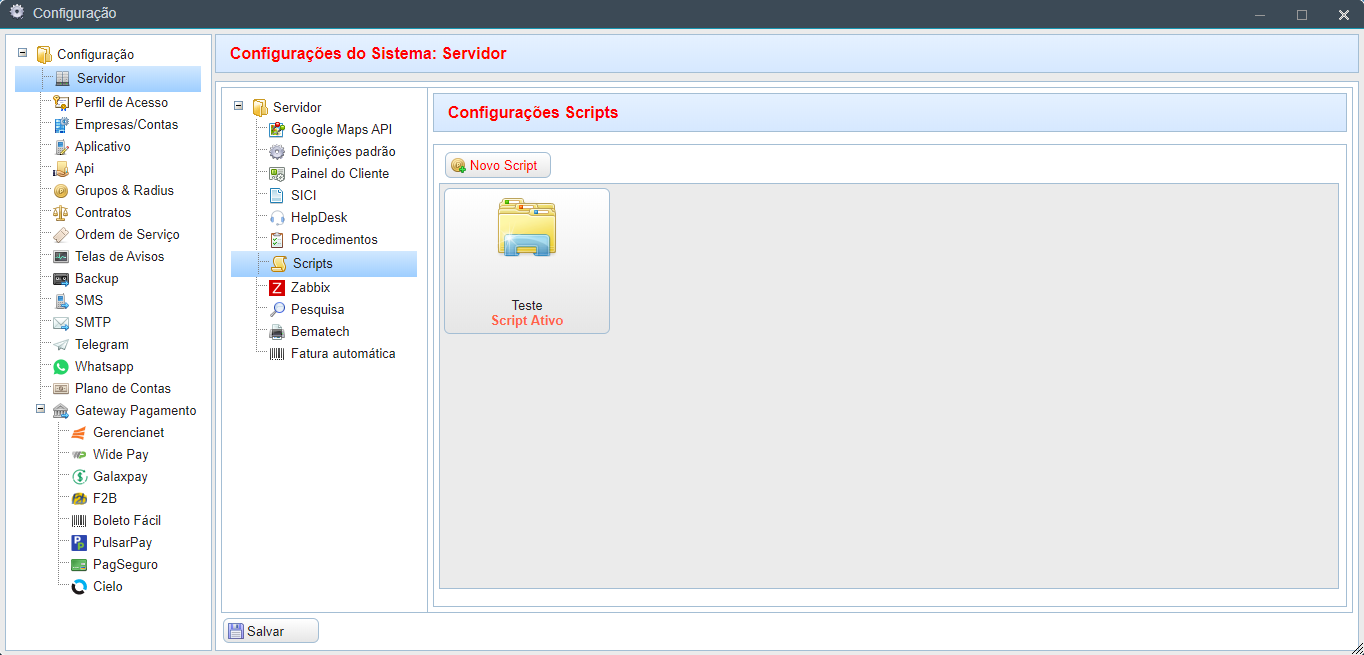 Configuração
Configuração
Servidor
Perfil de Acesso
Empresas/Contas
Aplicativo
Api
Grupos & Radius
Contratos
Ordem de Serviço
Telas de Avisos
Backup
SMS
SMTP
Telegram
Whatsapp
Plano de Contas
Gateway Pagamento
Gerencianet
Wide Pay
Galaxpay
F2B
Boleto Fácil
PulsarPay
PagSeguro
Cielo
Configurações do Sistema: Servidor
Servidor
Google Maps API
Definições padrão
Painel do Cliente
SICI
HelpDesk
Procedimentos
Scripts
Zabbix
Pesquisa
Bematech
Fatura automática
Configurações Scripts
Novo Script
Teste
Script Ativo
Salvar